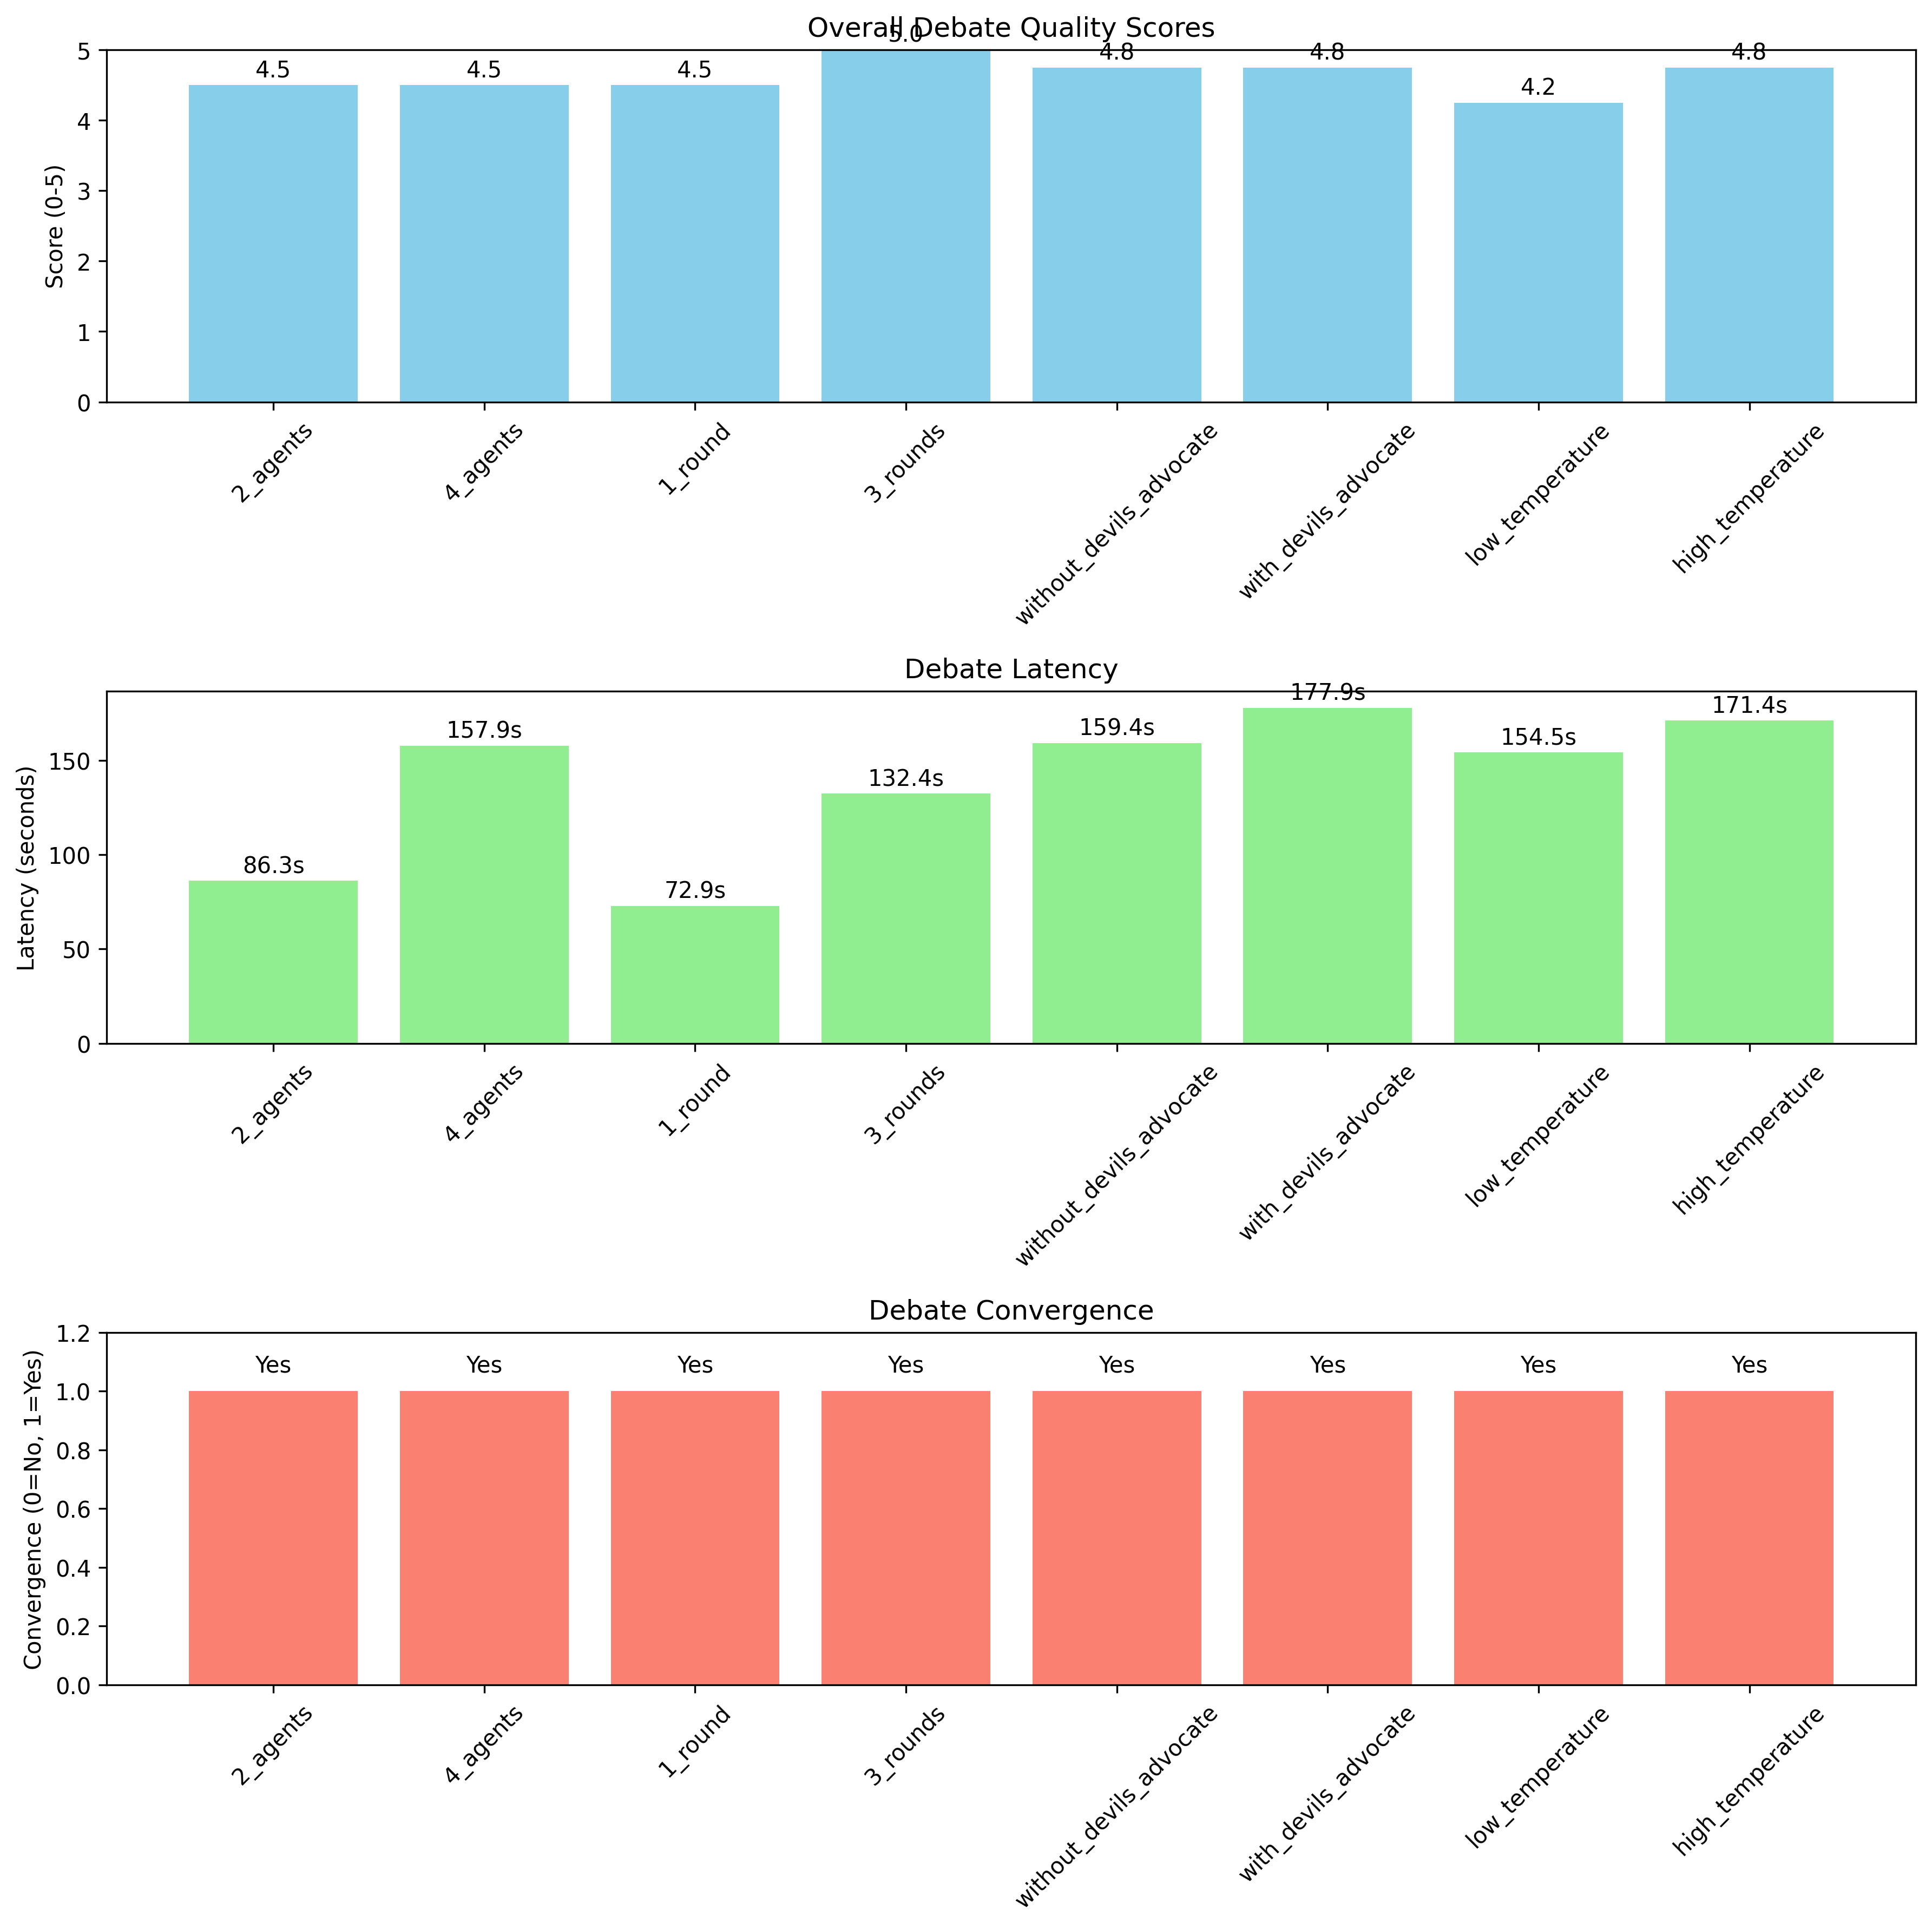 Overall Debate Quality Scores
Score (0-5)
5
4
3
2
1
0
4.5
4.5
4.5
5.0
4.8
4.8
4.2
4.8
2_agents
4_agents
1_round
3_rounds
without_devils_advocate
with_devils_advocate
low_temperature
high_temperature
Debate Latency
Latency (seconds)
150
100
50
0
86.3s
157.9s
72.9s
132.4s
159.4s
177.9s
154.5s
171.4s
2_agents
4_agents
1_round
3_rounds
without_devils_advocate
with_devils_advocate
low_temperature
high_temperature
Debate Convergence
Convergence (0=No, 1=Yes)
1.2
1.0
0.8
0.6
0.4
0.2
0.0
Yes
Yes
Yes
Yes
Yes
Yes
Yes
Yes
2_agents
4_agents
1_round
3_rounds
without_devils_advocate
with_devils_advocate
low_temperature
high_temperature